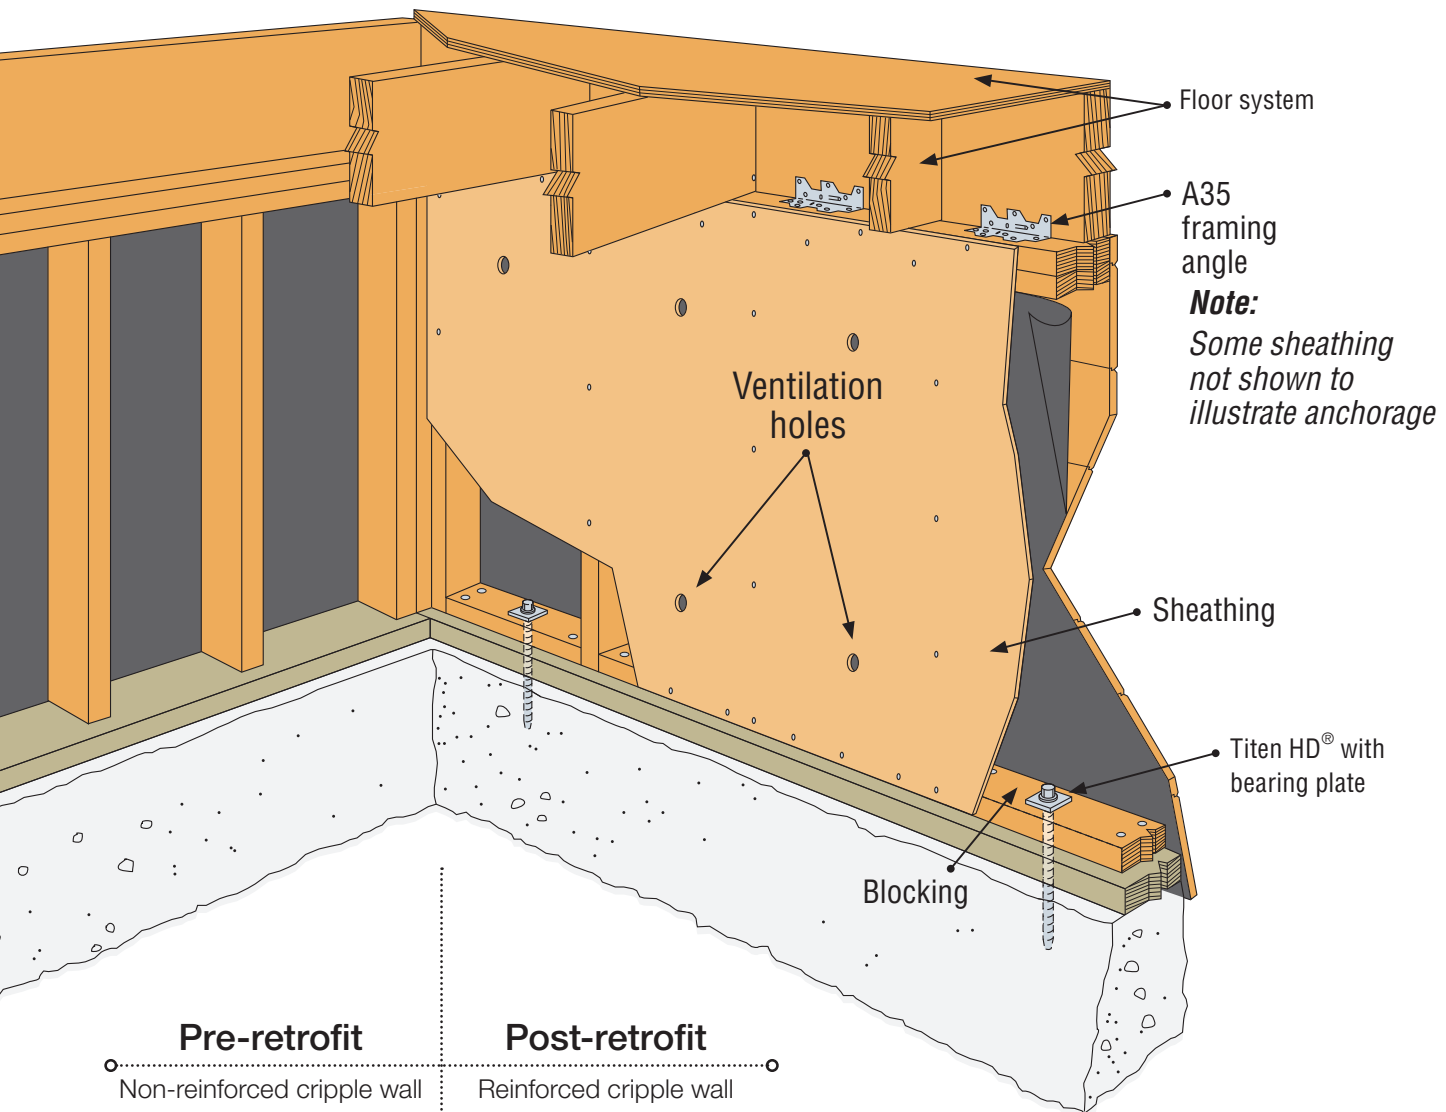 Floor system
A35
framing
angle
Note:
Some sheathing
not shown to
illustrate anchorage
Ventilation
holes
Sheathing
Titen HD® with
bearing plate
Blocking
Pre-retrofit
Post-retrofit
Non-reinforced cripple wall
Reinforced cripple wall